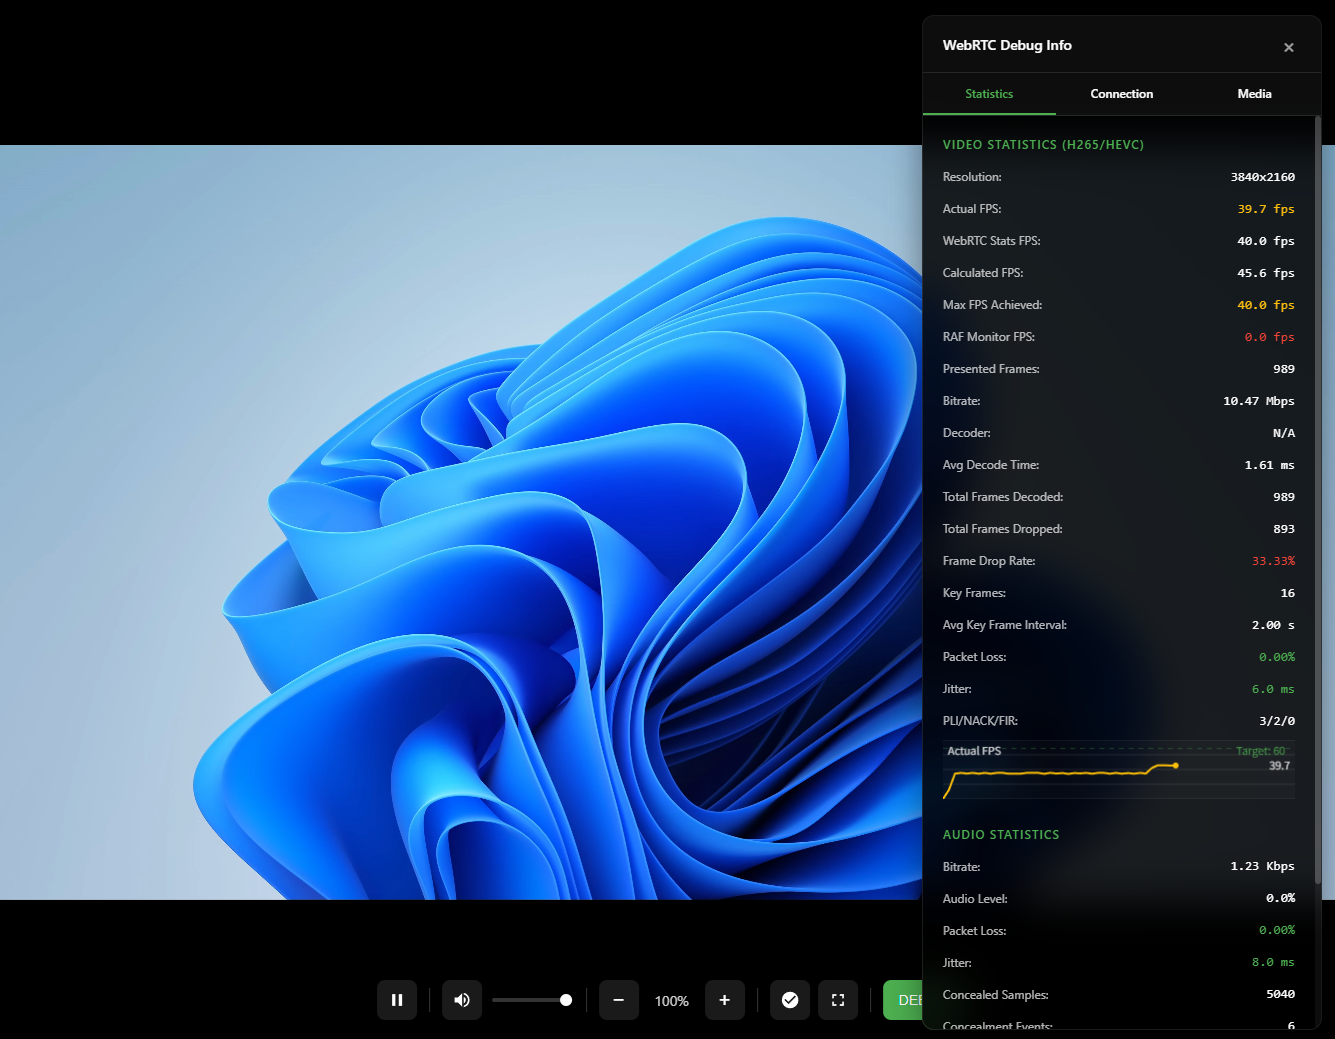 WebRTC Debug Info
×
Statistics Connection Media
VIDEO STATISTICS (H265/HEVC)
Resolution: 3840x2160
Actual FPS: 39.7 fps
WebRTC Stats FPS: 40.0 fps
Calculated FPS: 45.6 fps
Max FPS Achieved: 40.0 fps
RAF Monitor FPS: 0.0 fps
Presented Frames: 989
Bitrate: 10.47 Mbps
Decoder: N/A
Avg Decode Time: 1.61 ms
Total Frames Decoded: 989
Total Frames Dropped: 893
Frame Drop Rate: 33.33%
Key Frames: 16
Avg Key Frame Interval: 2.00 s
Packet Loss: 0.00%
Jitter: 6.0 ms
PLI/NACK/FIR: 3/2/0
Actual FPS Target: 60
39.7
AUDIO STATISTICS
Bitrate: 1.23 Kbps
Audio Level: 0.0%
Packet Loss: 0.00%
Jitter: 8.0 ms
Concealed Samples: 5040
Concealment Events: 6
100%
DE